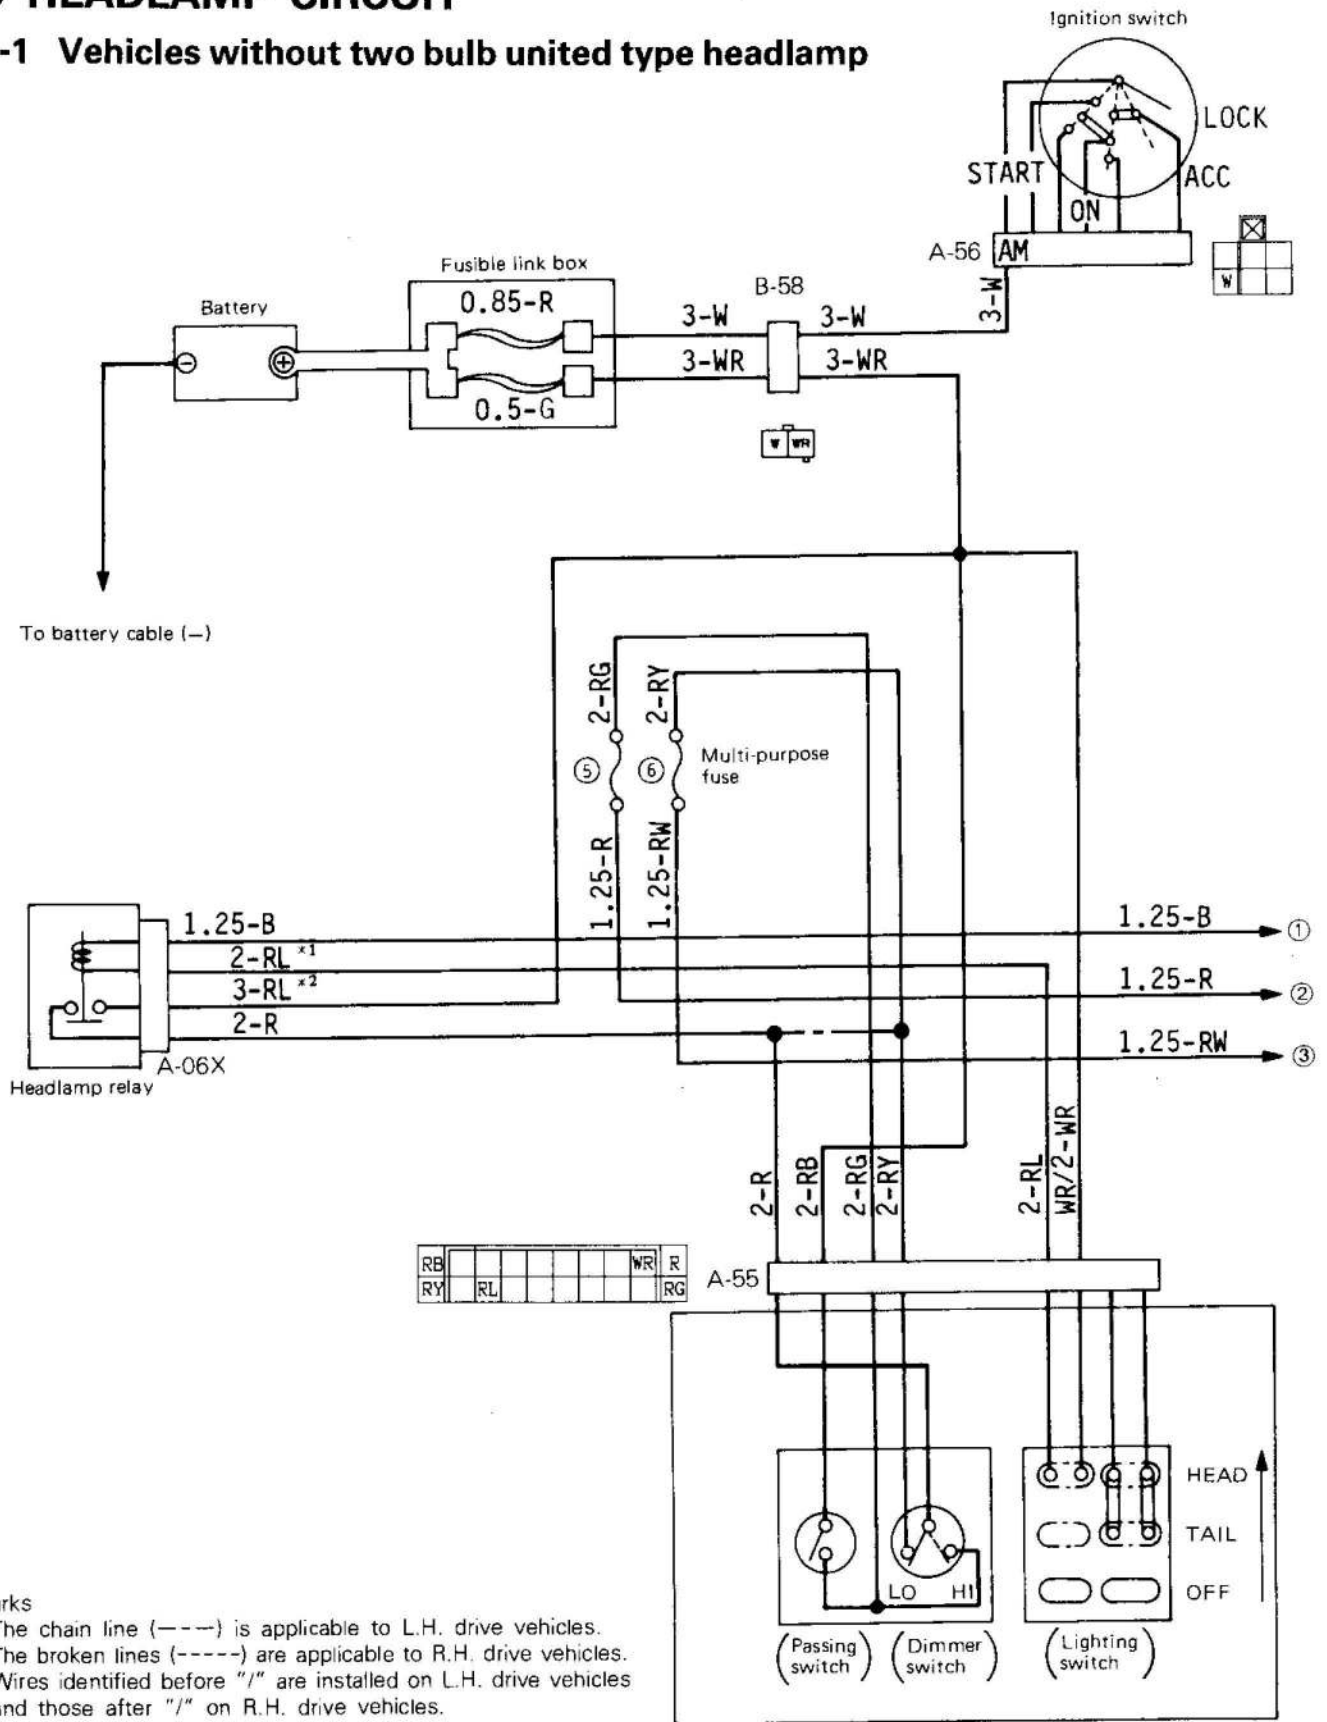 HEADLAMP CIRCUIT
-1 Vehicles without two bulb united type headlamp
Ignition switch
LOCK
START
ACC
ON
A-56
AM
W
3-W
Fusible link box
0.85-R
0.5-G
Battery
B-58
3-W
3-W
3-WR
3-WR
W WR
To battery cable (—)
2-RG
2-RY
⑤
⑥
Multi-purpose
fuse
1.25-R
1.25-RW
1.25-B
1.25-B
①
2-RL *1
3-RL *2
1.25-R
②
2-R
1.25-RW
③
A-06X
Headlamp relay
2-R
2-RB
2-RG
2-RY
2-RL
WR/2-WR
RB WR R
RY RL RG
A-55
HEAD
TAIL
OFF
LO HI
(Passing
switch)
(Dimmer
switch)
(Lighting
switch)
rks
The chain line (—---—) is applicable to L.H. drive vehicles.
The broken lines (-----) are applicable to R.H. drive vehicles.
Wires identified before "/" are installed on L.H. drive vehicles
and those after "/" on R.H. drive vehicles.